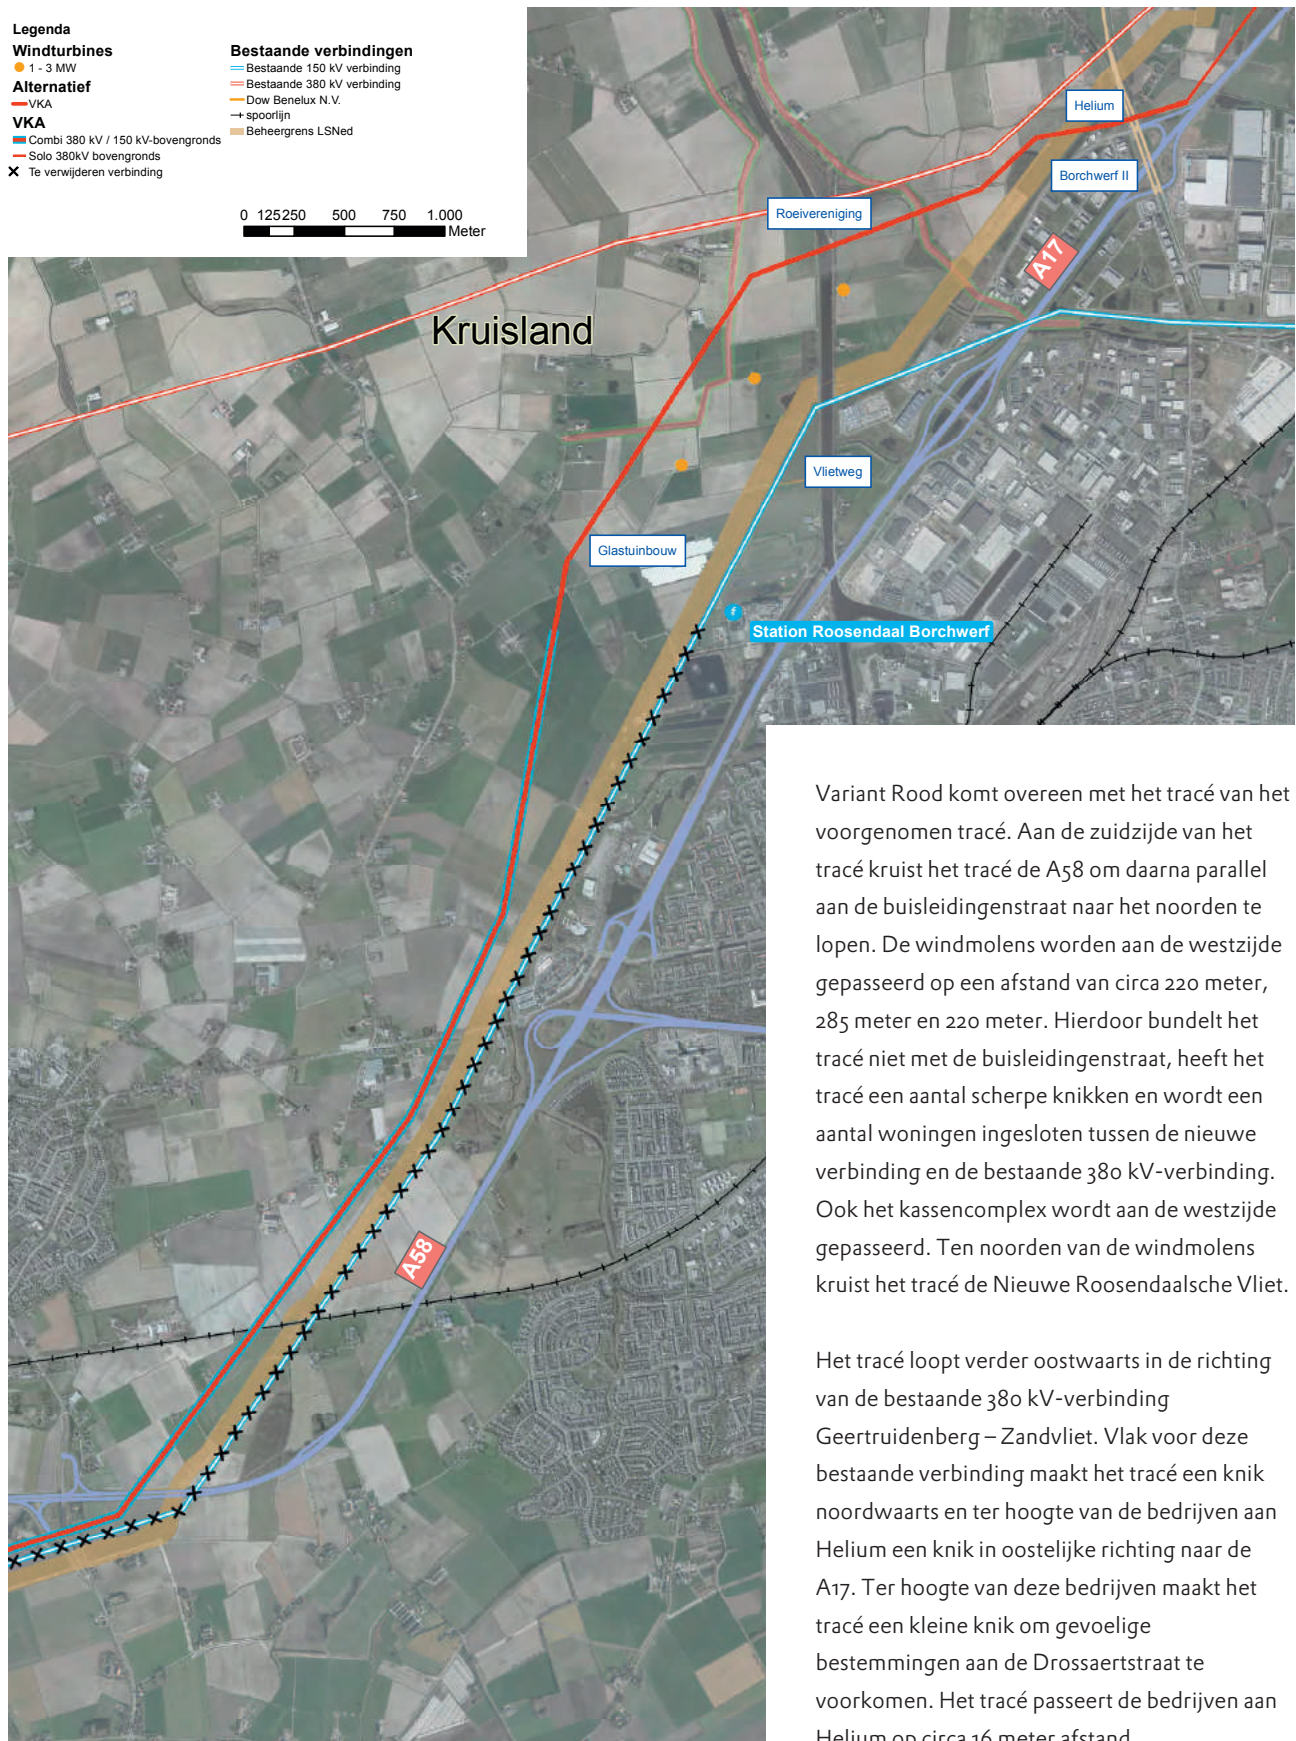 Legenda
Windturbines
1 - 3 MW
Alternatief
VKA
VKA
Combi 380 kV / 150 kV-bovengronds
Solo 380kV bovengronds
Te verwijderen verbinding
Bestaande verbindingen
Bestaande 150 kV verbinding
Bestaande 380 kV verbinding
Dow Benelux N.V.
spoorlijn
Beheergrens LSNed
0 125 250 500 750 1.000
Meter
Helium
Borchwerf II
Roeivereniging
A17
Kruisland
Vlietweg
Glastuinbouw
Station Roosendaal Borchwerf
A58
Variant Rood komt overeen met het tracé van het
voorgenomen tracé. Aan de zuidzijde van het
tracé kruist het tracé de A58 om daarna parallel
aan de buisleidingenstraat naar het noorden te
lopen. De windmolens worden aan de westzijde
gepasseerd op een afstand van circa 220 meter,
285 meter en 220 meter. Hierdoor bundelt het
tracé niet met de buisleidingenstraat, heeft het
tracé een aantal scherpe knikken en wordt een
aantal woningen ingesloten tussen de nieuwe
verbinding en de bestaande 380 kV-verbinding.
Ook het kassencomplex wordt aan de westzijde
gepasseerd. Ten noorden van de windmolens
kruist het tracé de Nieuwe Roosendaalsche Vliet.
Het tracé loopt verder oostwaarts in de richting
van de bestaande 380 kV-verbinding
Geertruidenberg – Zandvliet. Vlak voor deze
bestaande verbinding maakt het tracé een knik
noordwaarts en ter hoogte van de bedrijven aan
Helium een knik in oostelijke richting naar de
A17. Ter hoogte van deze bedrijven maakt het
tracé een kleine knik om gevoelige
bestemmingen aan de Drossaertstraat te
voorkomen. Het tracé passeert de bedrijven aan
Helium op circa 16 meter afstand